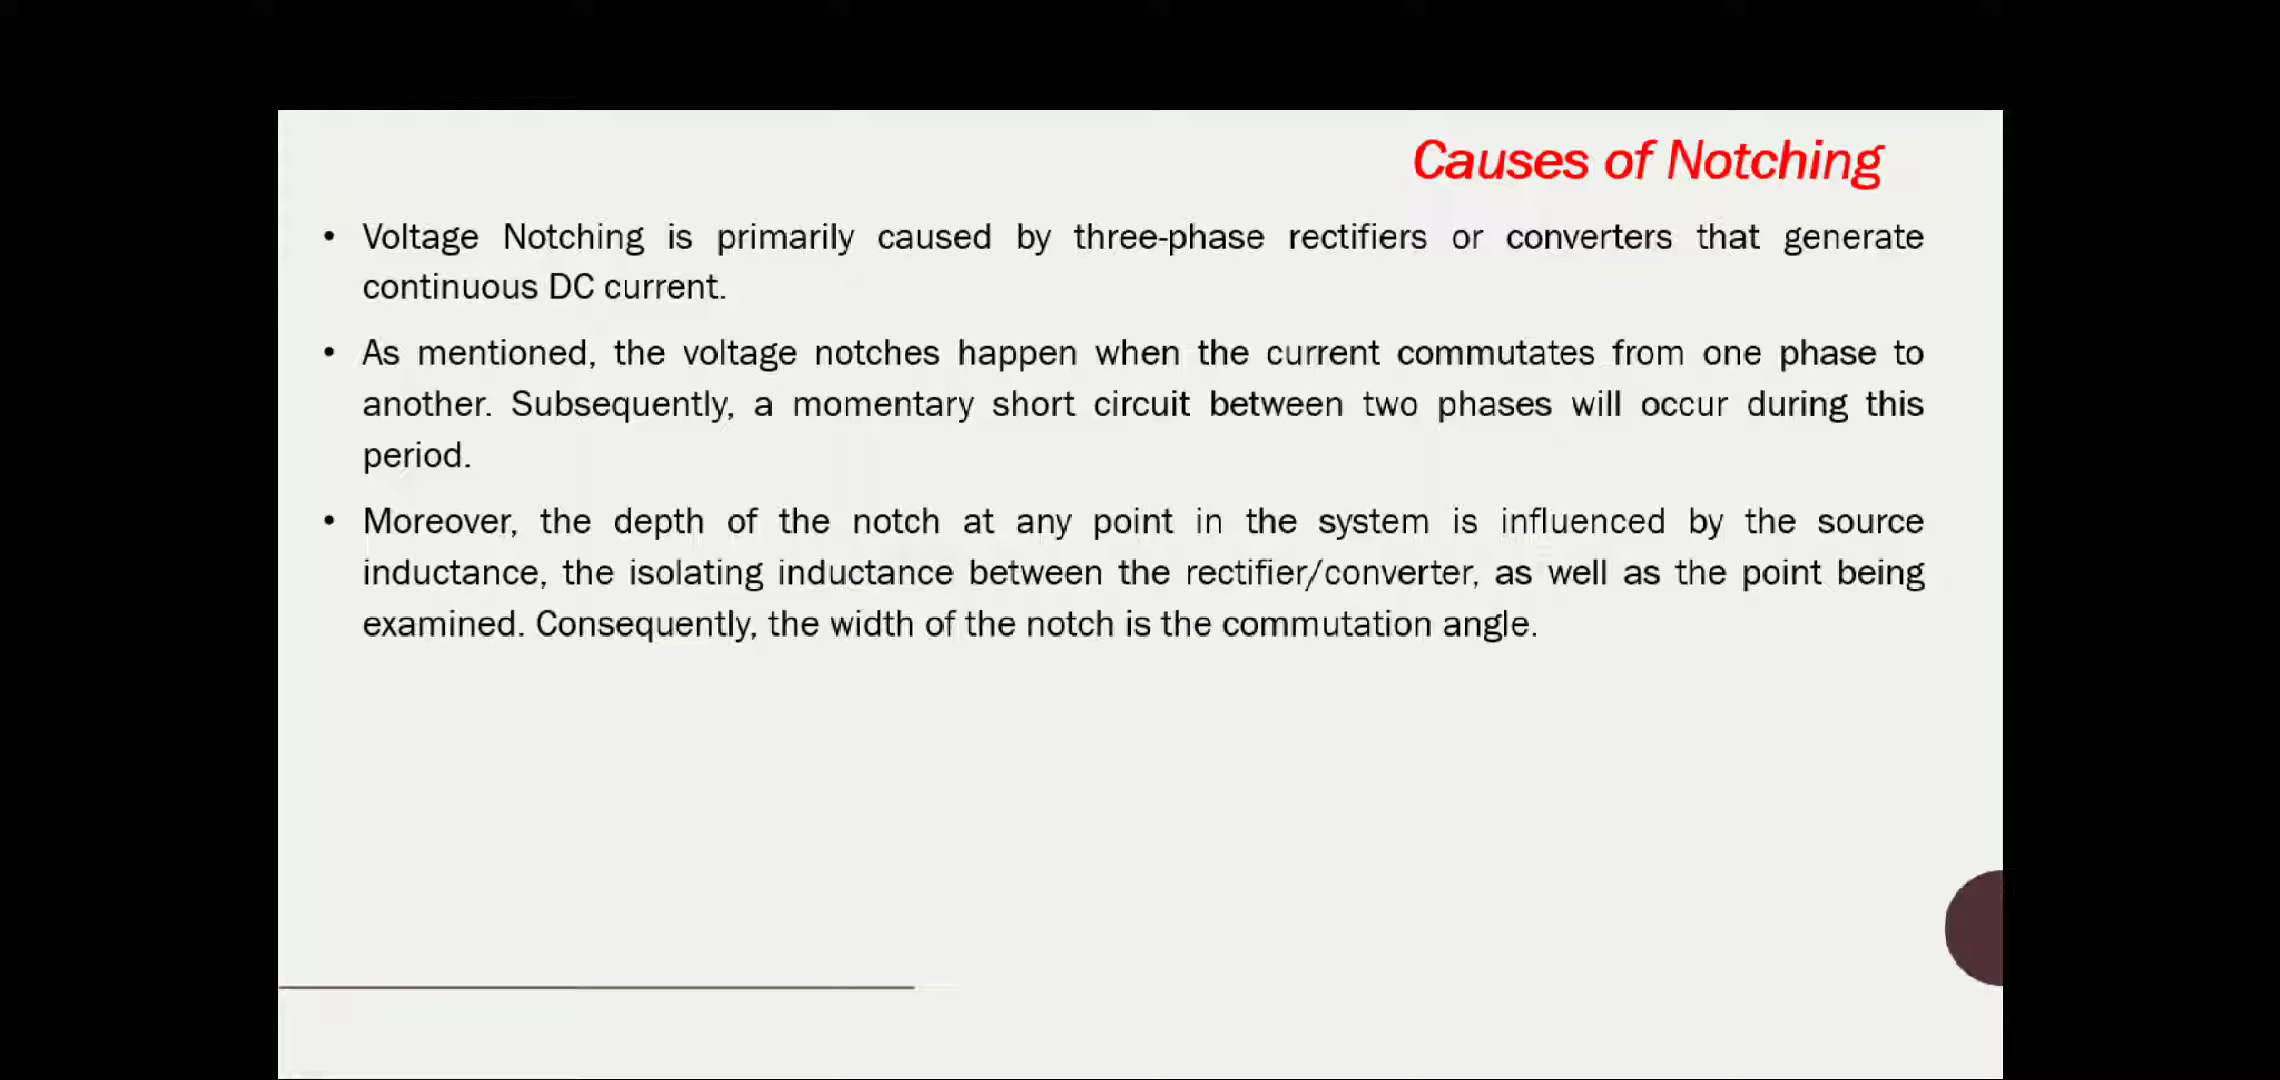 Causes of Notching
• Voltage Notching is primarily caused by three-phase rectifiers or converters that generate
continuous DC current.
• As mentioned, the voltage notches happen when the current commutates from one phase to
another. Subsequently, a momentary short circuit between two phases will occur during this
period.
• Moreover, the depth of the notch at any point in the system is influenced by the source
inductance, the isolating inductance between the rectifier/converter, as well as the point being
examined. Consequently, the width of the notch is the commutation angle.